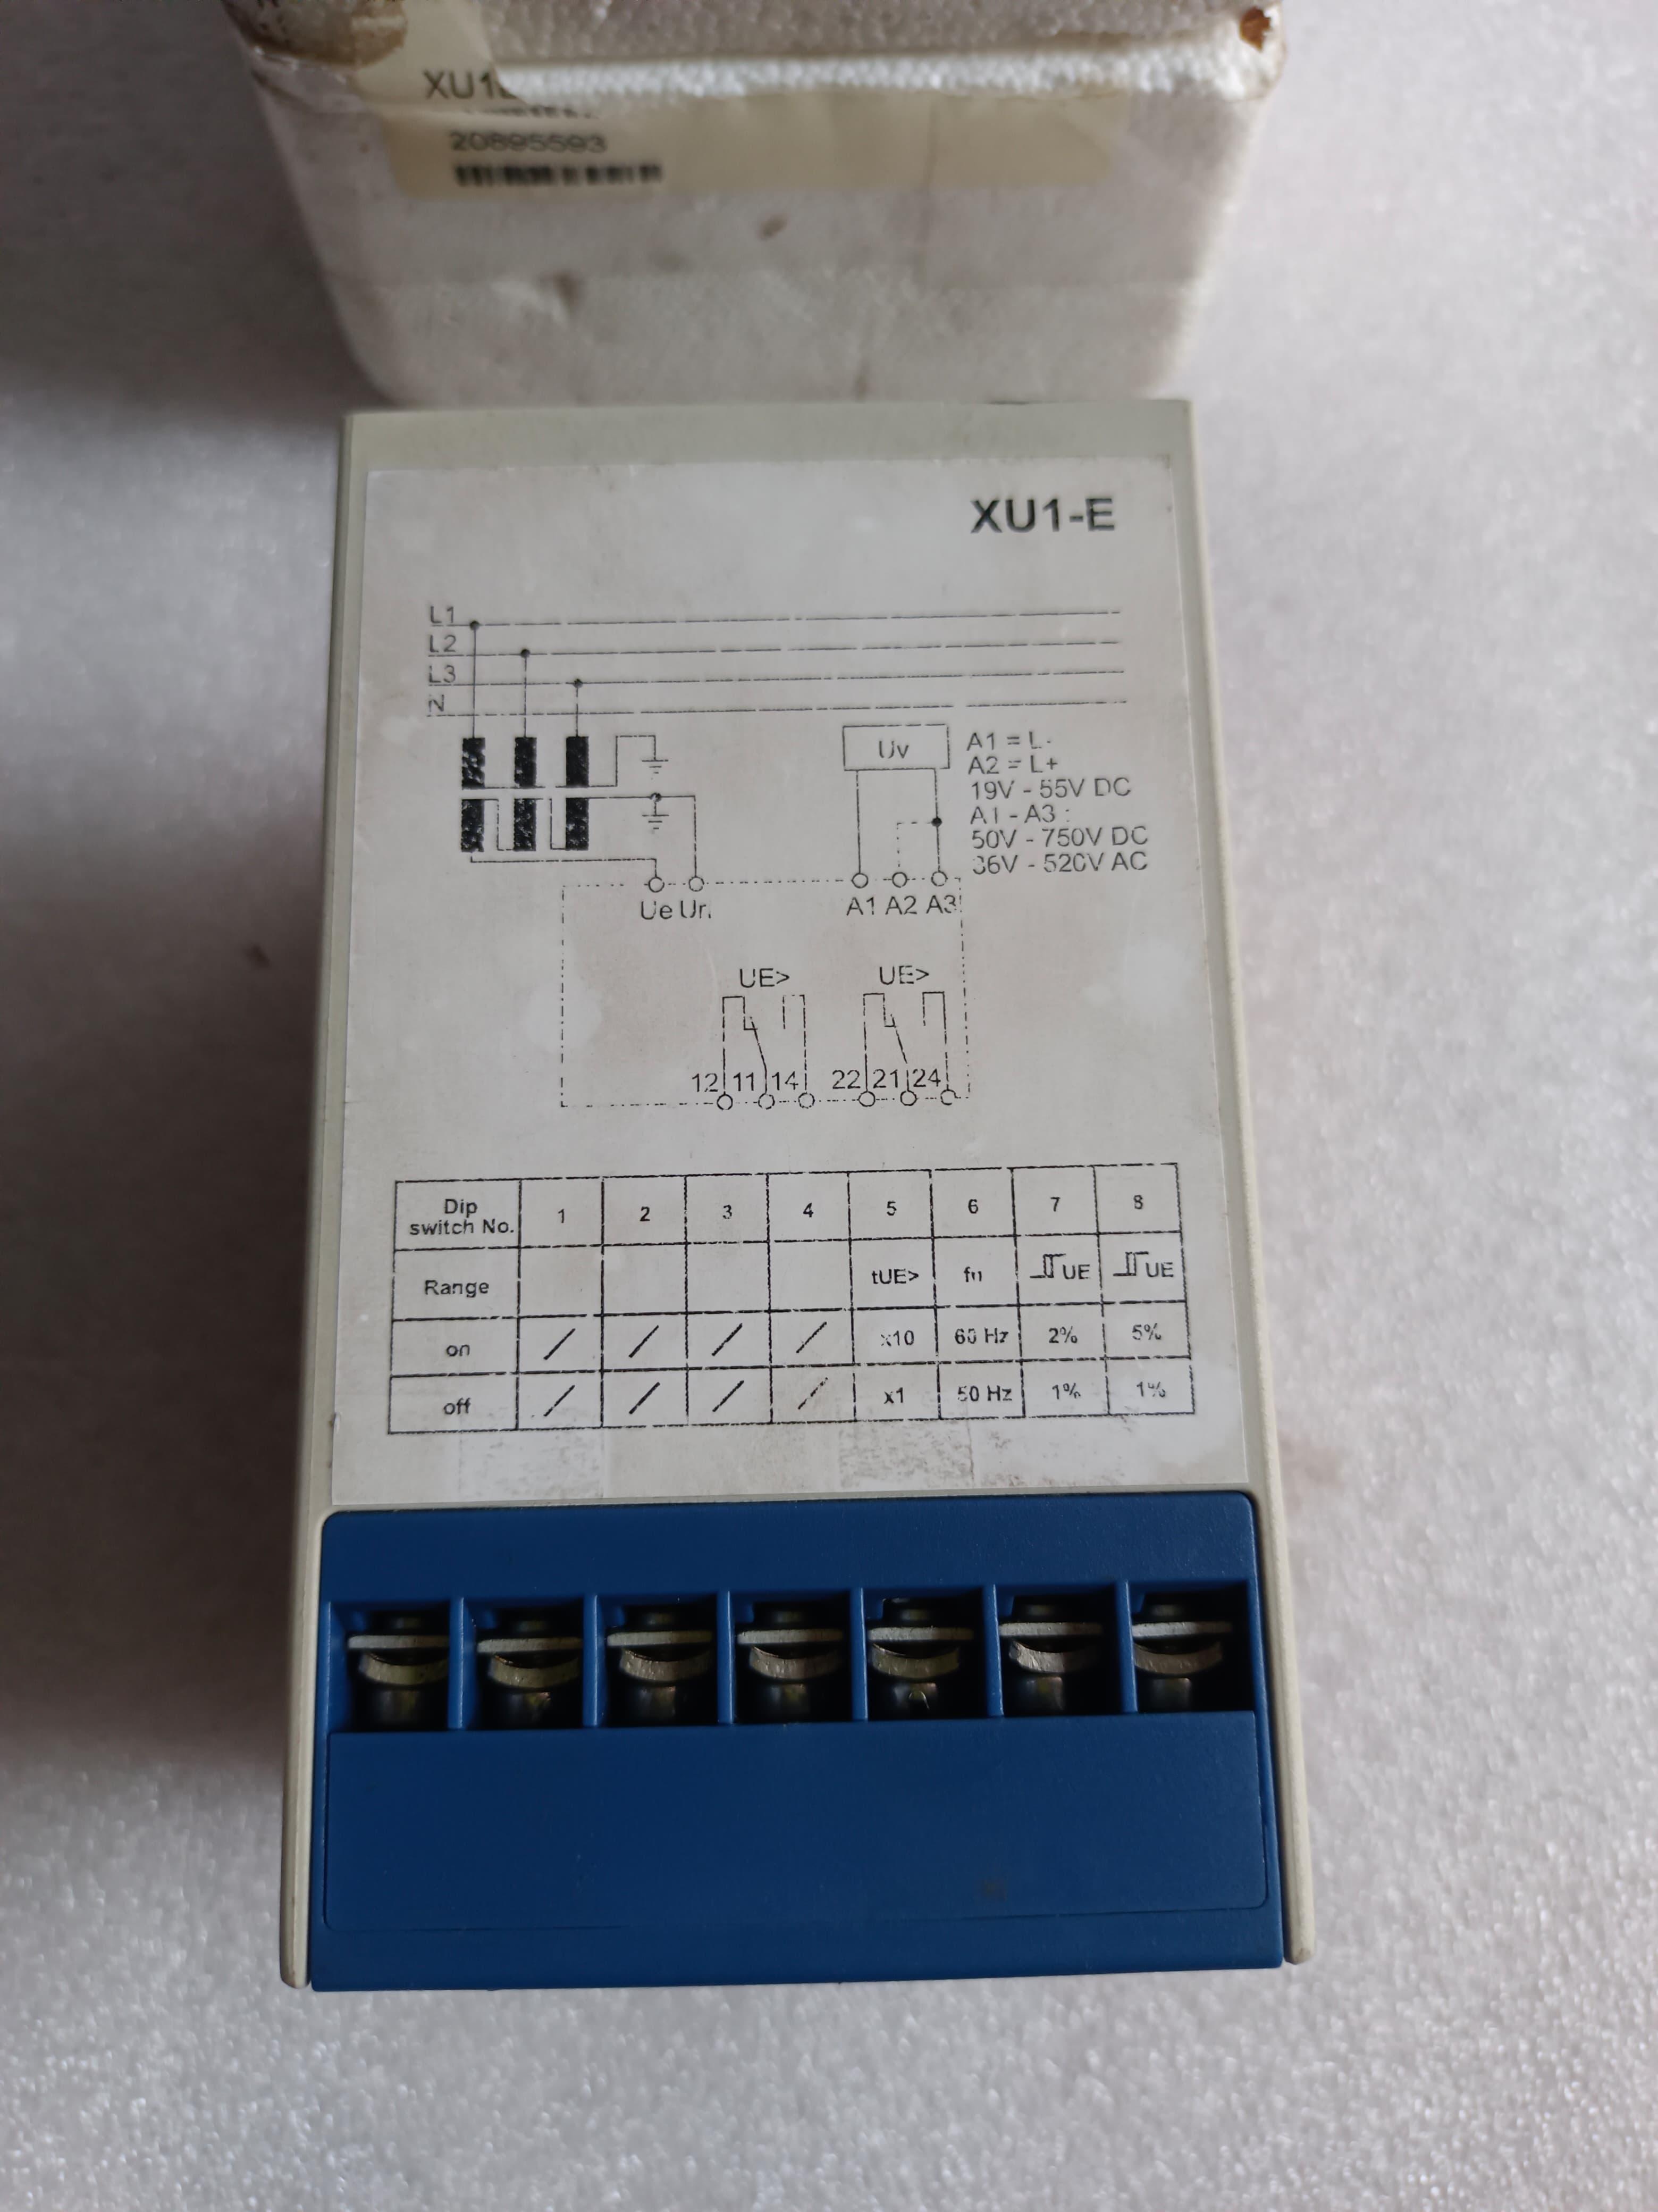 20895593
XU1-E
L1
L2
L3
N
Uv
A1 = L-
A2 = L+
19V - 55V DC
A1 - A3 :
50V - 750V DC
36V - 520V AC
Ue Un
A1 A2 A3
UE> UE>
12 11 14 22 21 24
Dip switch No. 1 2 3 4 5 6 7 8
Range tUE> fn UE UE
on / / / / x10 60 Hz 2% 5%
off / / / / x1 50 Hz 1% 1%